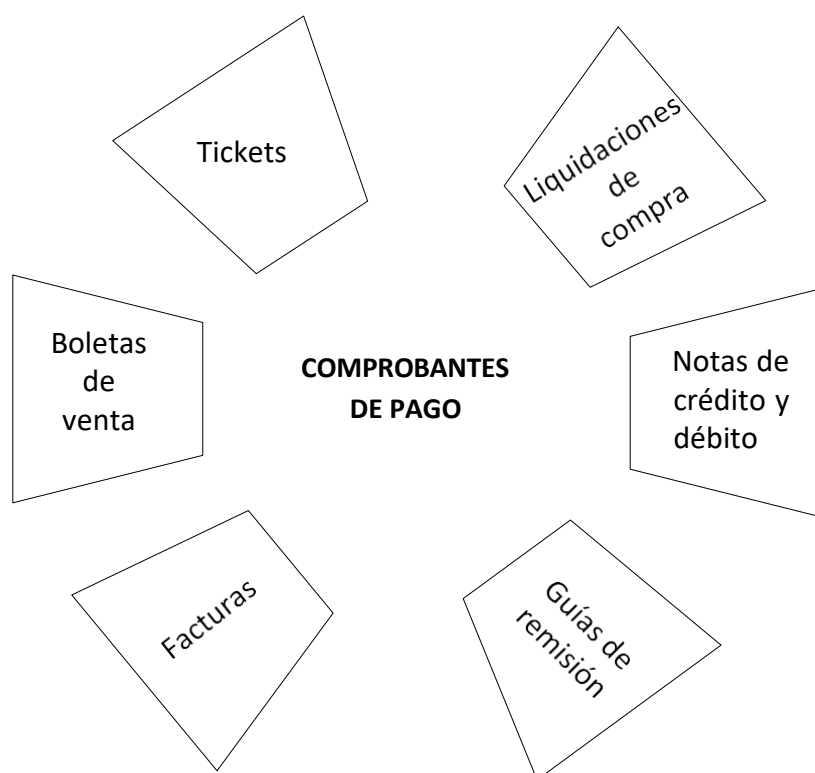 Tickets
Liquidaciones
de
compra
Boletas
de
venta
COMPROBANTES
DE PAGO
Notas de
crédito y
débito
Facturas
Guías de
remisión